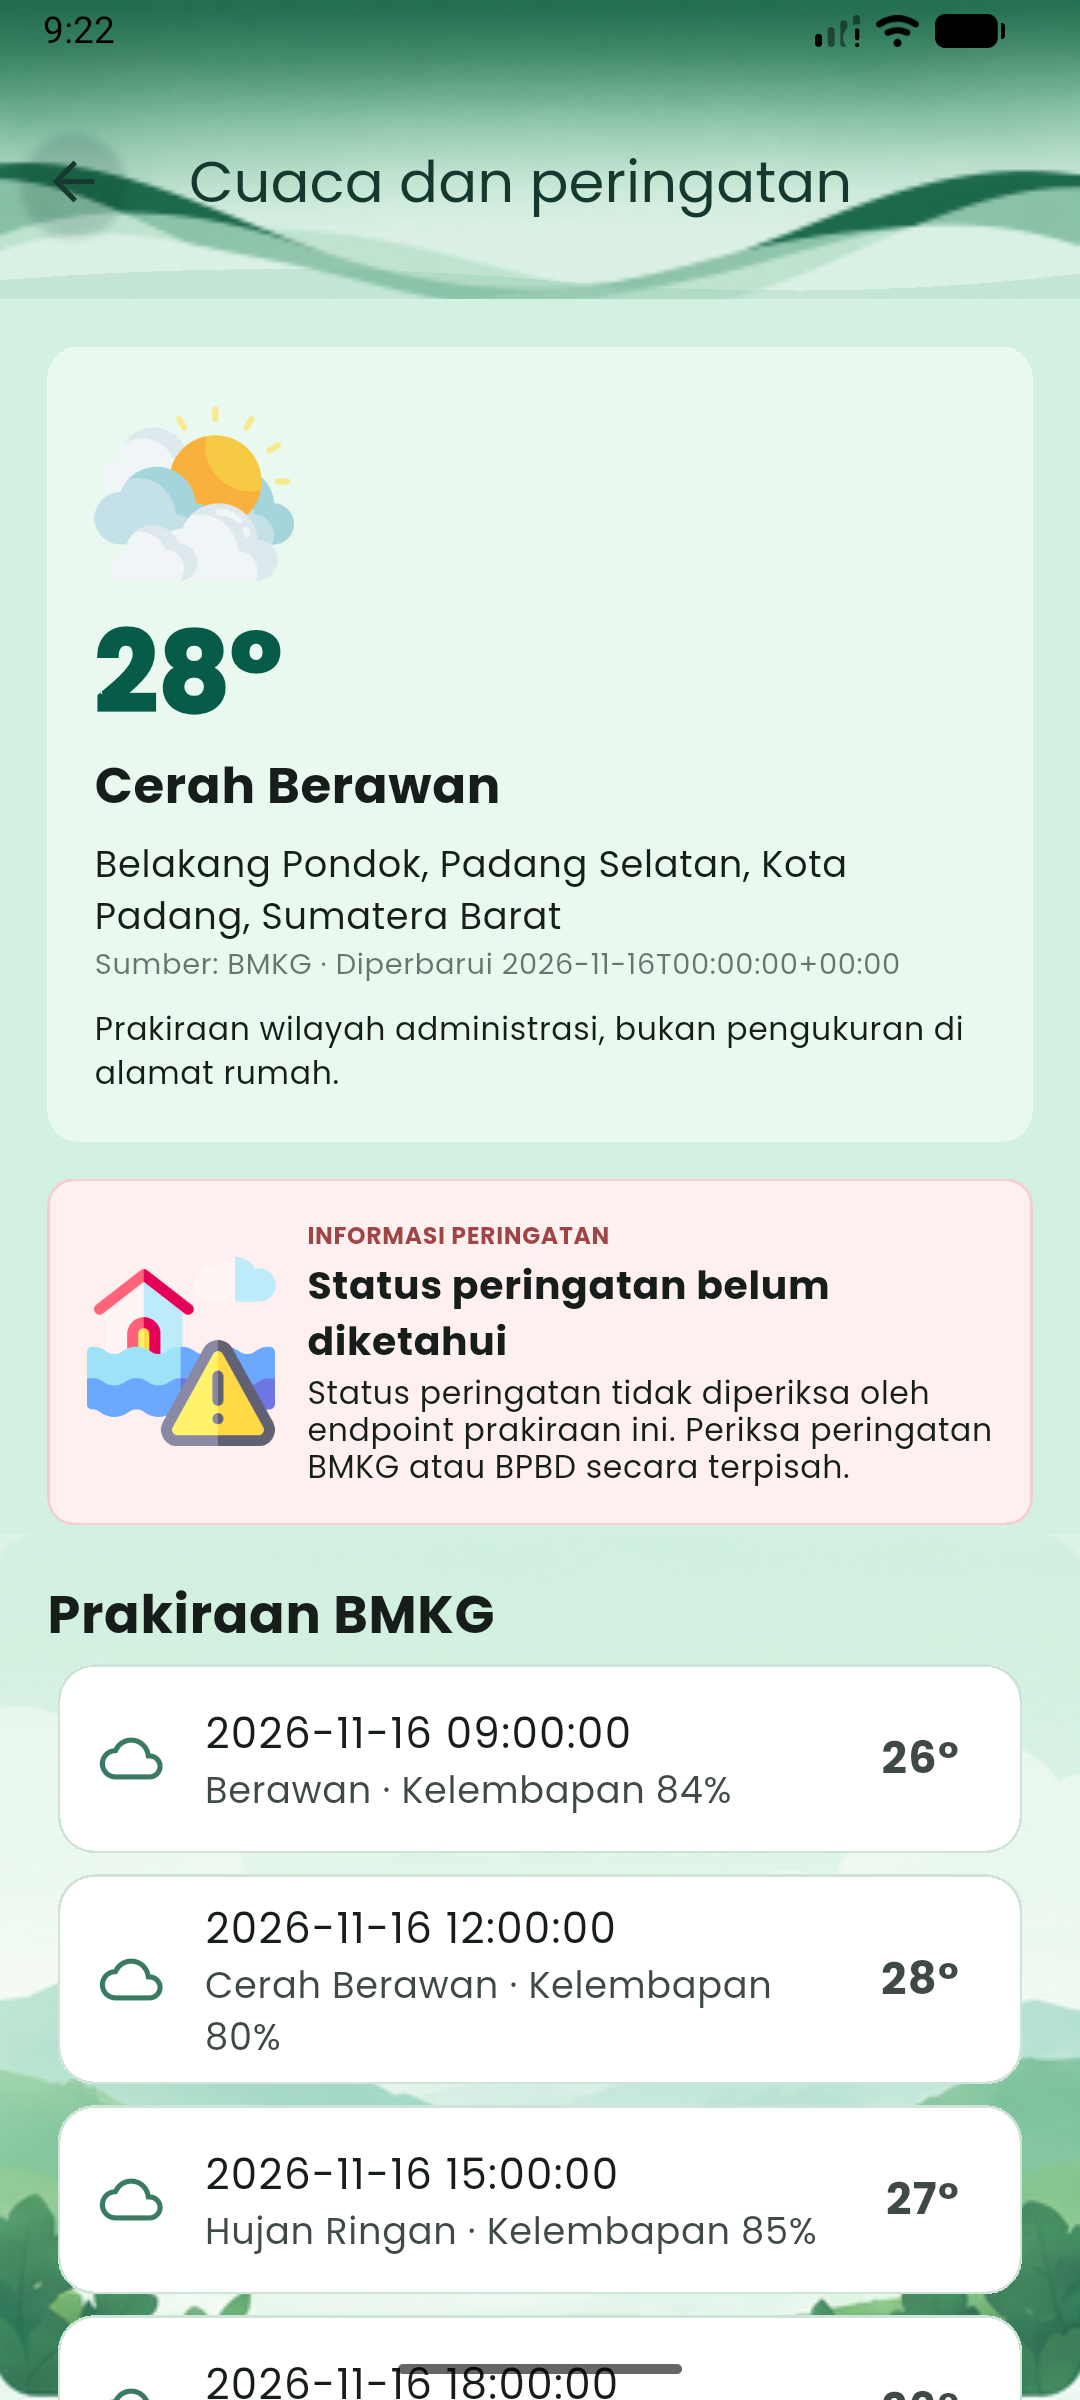 9:22
Cuaca dan peringatan
28°
Cerah Berawan
Belakang Pondok, Padang Selatan, Kota
Padang, Sumatera Barat
Sumber: BMKG · Diperbarui 2026-11-16T00:00:00+00:00
Prakiraan wilayah administrasi, bukan pengukuran di
alamat rumah.
INFORMASI PERINGATAN
Status peringatan belum
diketahui
Status peringatan tidak diperiksa oleh
endpoint prakiraan ini. Periksa peringatan
BMKG atau BPBD secara terpisah.
Prakiraan BMKG
2026-11-16 09:00:00
Berawan · Kelembapan 84%
26°
2026-11-16 12:00:00
Cerah Berawan · Kelembapan
80%
28°
2026-11-16 15:00:00
Hujan Ringan · Kelembapan 85%
27°
2026-11-16 18:00:00